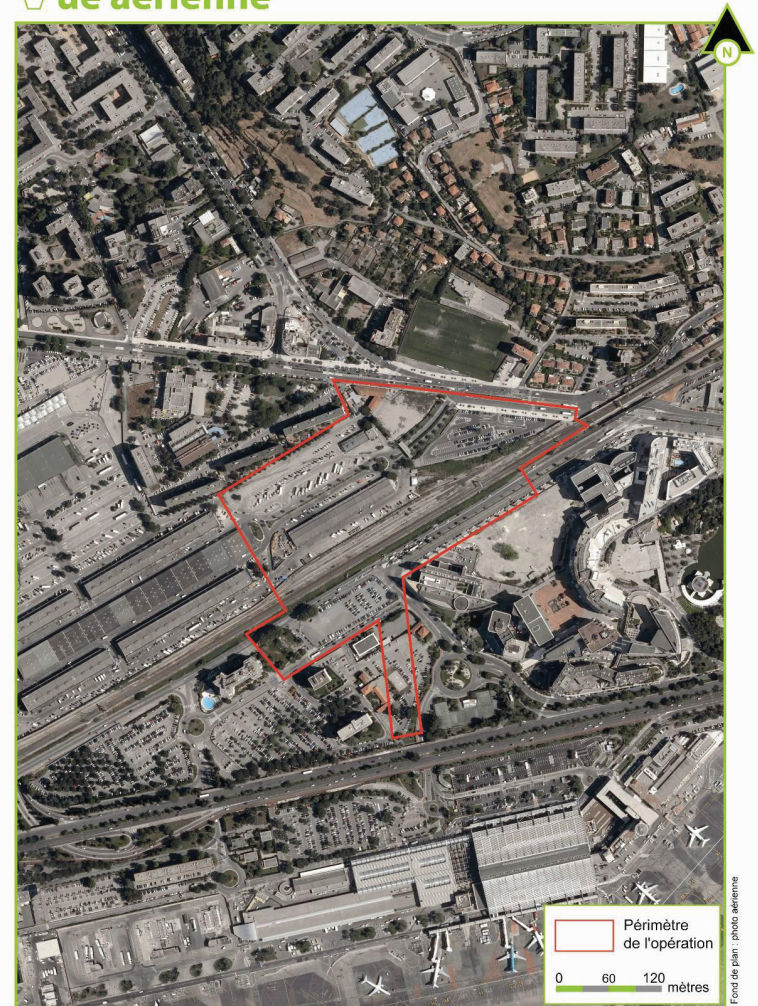 de aérienne
N
Périmètre
de l'opération
0 60 120 mètres
Fond de plan : photo aérienne